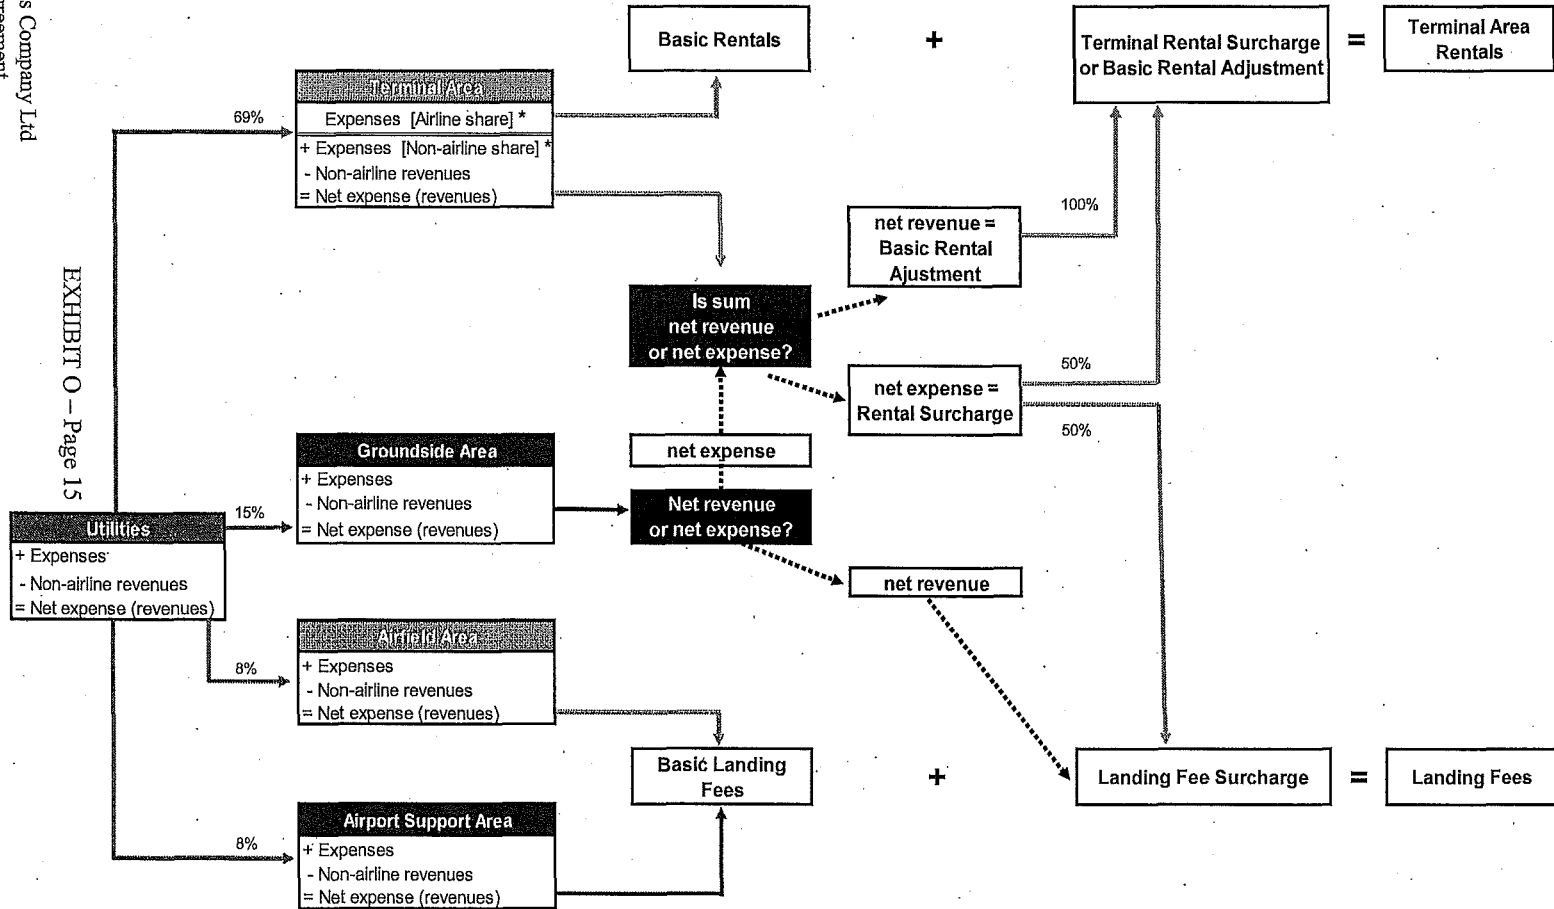 s Company Ltd
reement
EXHIBIT O – Page 15
Basic Rentals
+
Terminal Rental Surcharge
or Basic Rental Adjustment
=
Terminal Area
Rentals
69%
Terminal Area
Expenses [Airline share] *
+ Expenses [Non-airline share] *
- Non-airline revenues
= Net expense (revenues)
net revenue =
Basic Rental
Ajustment
100%
Is sum
net revenue
or net expense?
net expense =
Rental Surcharge
50%
50%
net expense
Groundside Area
+ Expenses
- Non-airline revenues
= Net expense (revenues)
15%
Net revenue
or net expense?
Utilities
+ Expenses
- Non-airline revenues
= Net expense (revenues)
net revenue
8%
Airfield Area
+ Expenses
- Non-airline revenues
= Net expense (revenues)
Basic Landing
Fees
+
Landing Fee Surcharge
=
Landing Fees
8%
Airport Support Area
+ Expenses
- Non-airline revenues
= Net expense (revenues)